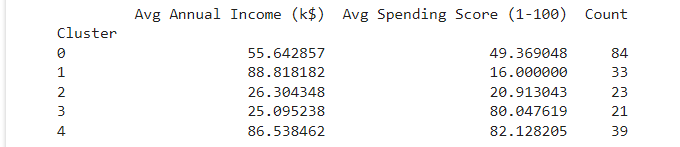 Avg Annual Income (k$) Avg Spending Score (1-100) Count
Cluster
0 55.642857 49.369048 84
1 88.818182 16.000000 33
2 26.304348 20.913043 23
3 25.095238 80.047619 21
4 86.538462 82.128205 39